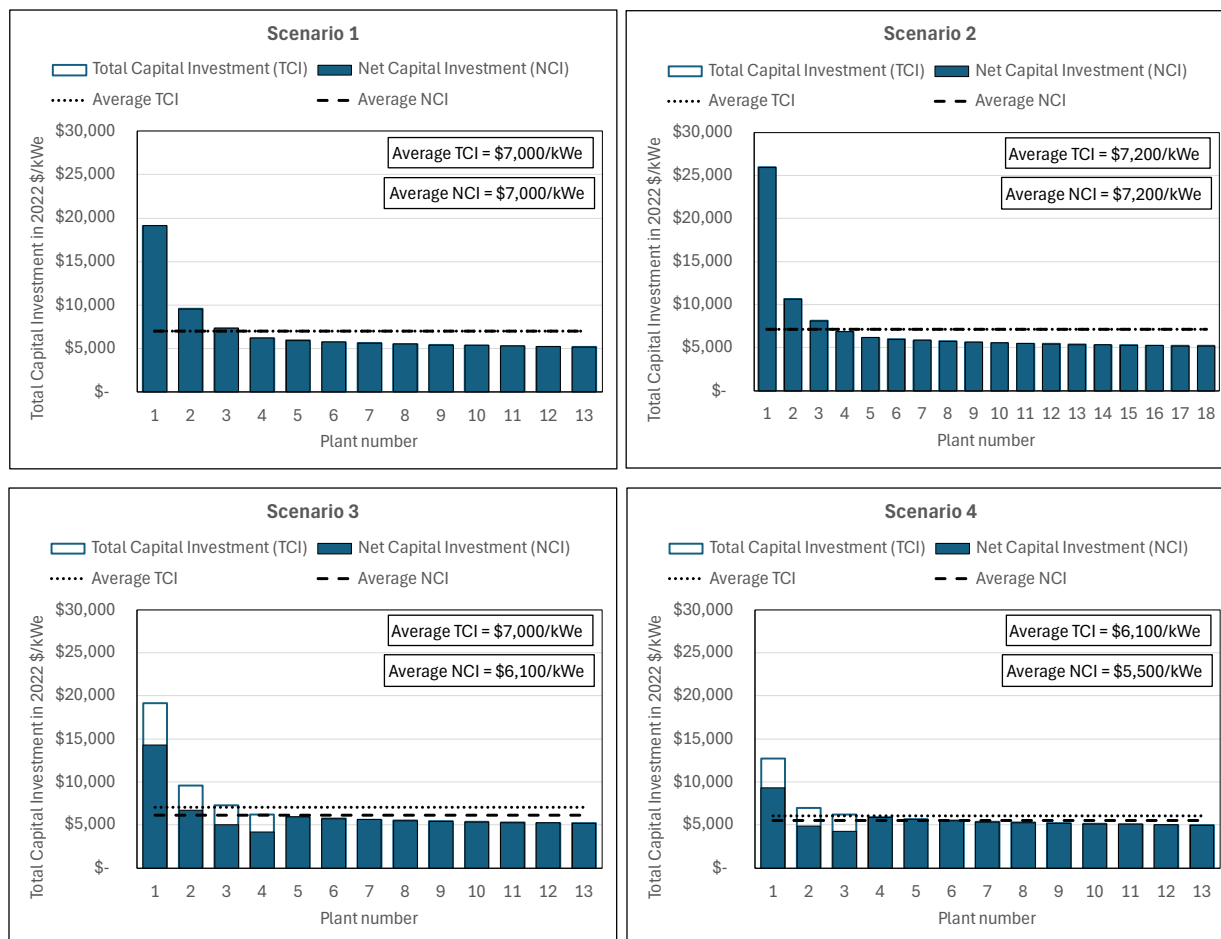 Scenario 1
Total Capital Investment (TCI) Net Capital Investment (NCI)
Average TCI Average NCI
Total Capital Investment in 2022 $/kWe
$30,000
$25,000
$20,000
$15,000
$10,000
$5,000
$-
Average TCI = $7,000/kWe
Average NCI = $7,000/kWe
1 2 3 4 5 6 7 8 9 10 11 12 13
Plant number
Scenario 2
Total Capital Investment (TCI) Net Capital Investment (NCI)
Average TCI Average NCI
Total Capital Investment in 2022 $/kWe
$30,000
$25,000
$20,000
$15,000
$10,000
$5,000
$-
Average TCI = $7,200/kWe
Average NCI = $7,200/kWe
1 2 3 4 5 6 7 8 9 10 11 12 13 14 15 16 17 18
Plant number
Scenario 3
Total Capital Investment (TCI) Net Capital Investment (NCI)
Average TCI Average NCI
Total Capital Investment in 2022 $/kWe
$30,000
$25,000
$20,000
$15,000
$10,000
$5,000
$-
Average TCI = $7,000/kWe
Average NCI = $6,100/kWe
1 2 3 4 5 6 7 8 9 10 11 12 13
Plant number
Scenario 4
Total Capital Investment (TCI) Net Capital Investment (NCI)
Average TCI Average NCI
Total Capital Investment in 2022 $/kWe
$30,000
$25,000
$20,000
$15,000
$10,000
$5,000
$-
Average TCI = $6,100/kWe
Average NCI = $5,500/kWe
1 2 3 4 5 6 7 8 9 10 11 12 13
Plant number